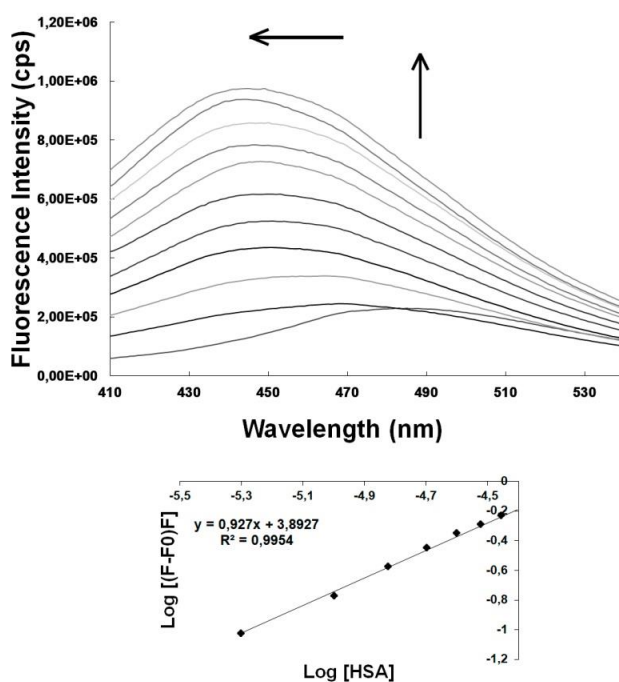 1,20E+06
1,00E+06
8,00E+05
6,00E+05
4,00E+05
2,00E+05
0,00E+00
Fluorescence Intensity (cps)
410 430 450 470 490 510 530
Wavelength (nm)
-5,5 -5,3 -5,1 -4,9 -4,7 -4,5
0
-0,2
-0,4
-0,6
-0,8
-1
-1,2
y = 0,927x + 3,8927
R² = 0,9954
Log [(F-F0)F]
Log [HSA]